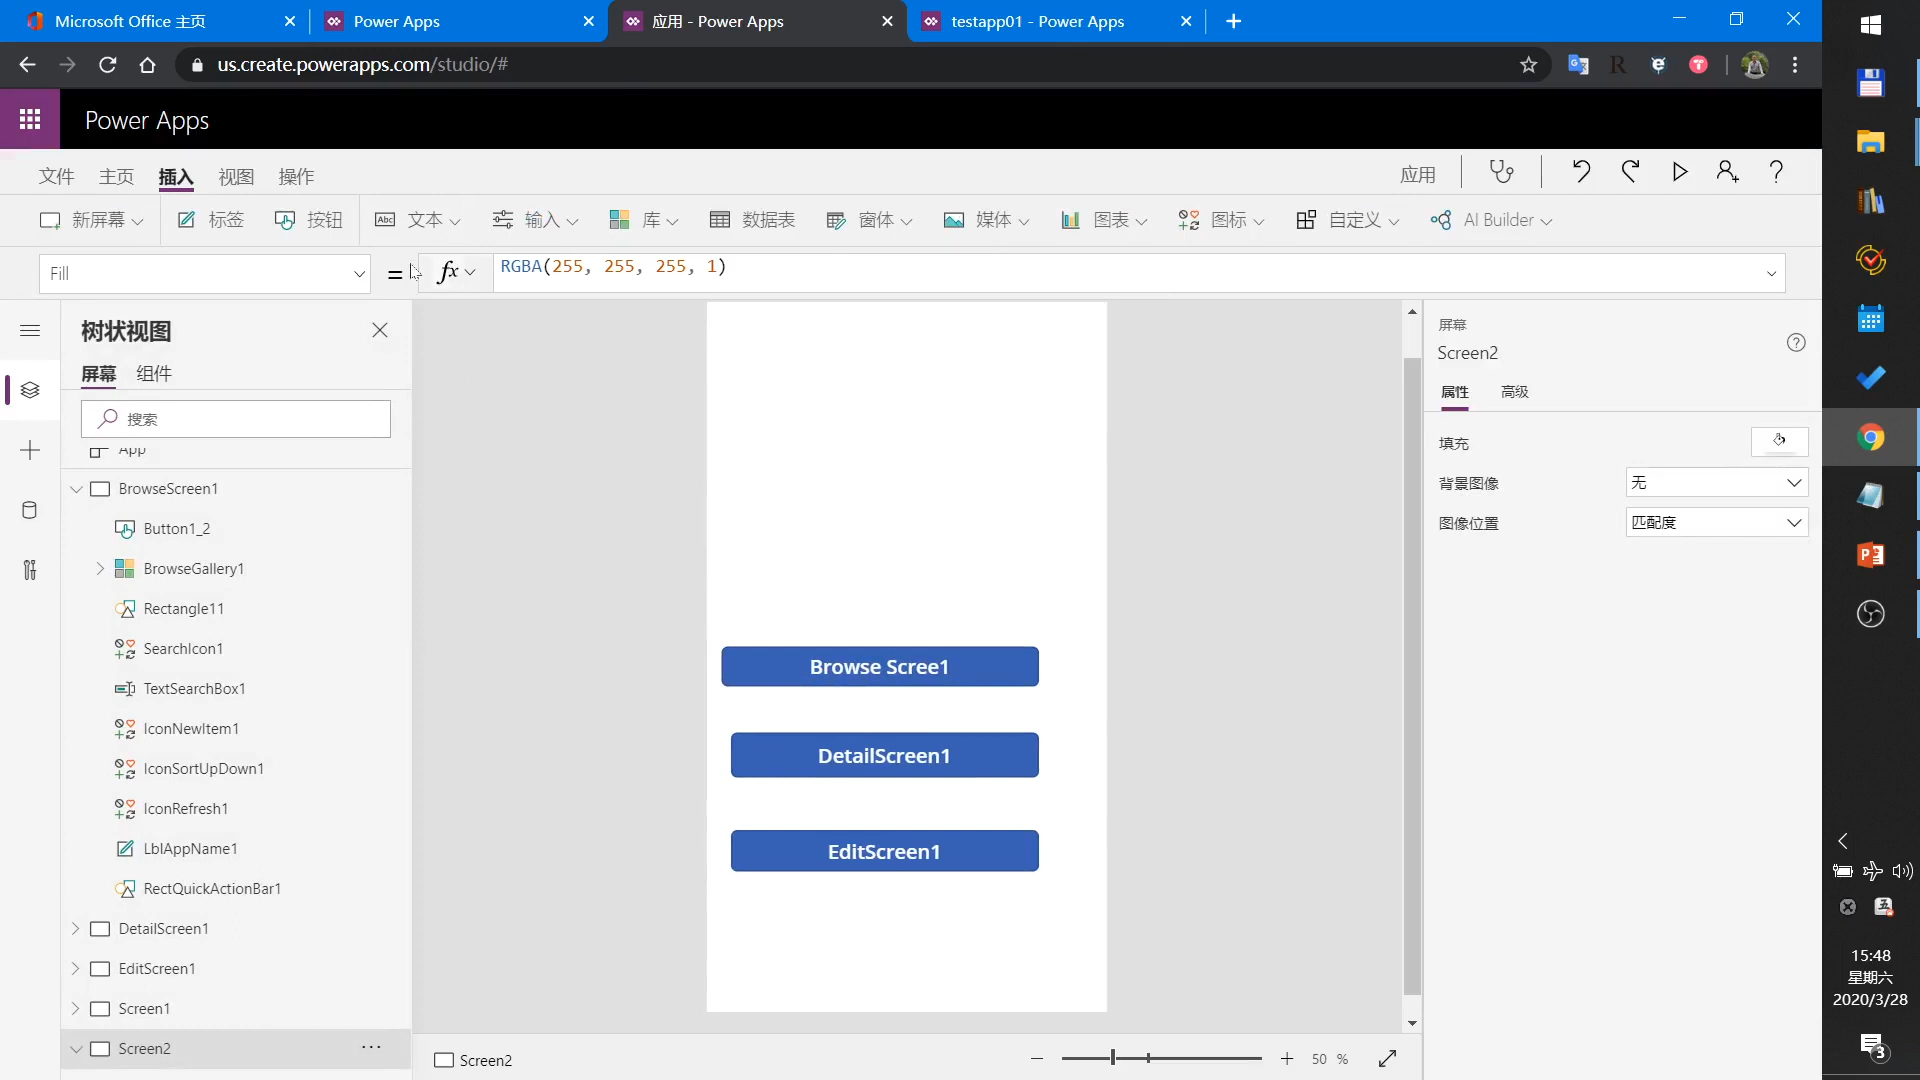 Microsoft Office 主页
Power Apps
应用 - Power Apps
testapp01 - Power Apps
us.create.powerapps.com/studio/#
Power Apps
文件 主页 插入 视图 操作
应用
新屏幕 标签 按钮 文本 输入 库 数据表 窗体 媒体 图表 图标 自定义 AI Builder
Fill
=
fx
RGBA(255, 255, 255, 1)
树状视图
屏幕 组件
搜索
App
BrowseScreen1
Button1_2
BrowseGallery1
Rectangle11
SearchIcon1
TextSearchBox1
IconNewItem1
IconSortUpDown1
IconRefresh1
LblAppName1
RectQuickActionBar1
DetailScreen1
EditScreen1
Screen1
Screen2
Browse Scree1
DetailScreen1
EditScreen1
Screen2
50 %
屏幕
Screen2
属性 高级
填充
背景图像 无
图像位置 匹配度
15:48
星期六
2020/3/28
3